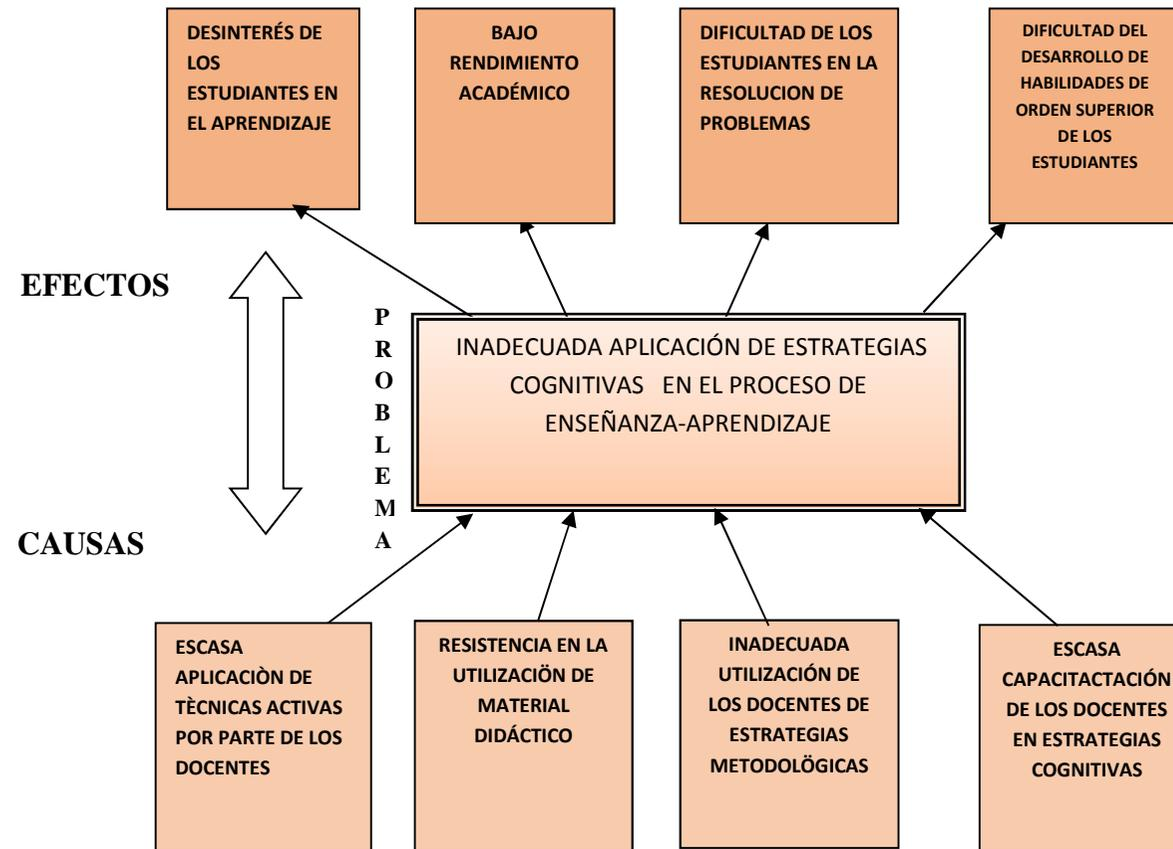 DESINTERÉS DE
LOS
ESTUDIANTES EN
EL APRENDIZAJE
BAJO
RENDIMIENTO
ACADÉMICO
DIFICULTAD DE LOS
ESTUDIANTES EN LA
RESOLUCION DE
PROBLEMAS
DIFICULTAD DEL
DESARROLLO DE
HABILIDADES DE
ORDEN SUPERIOR
DE LOS
ESTUDIANTES
EFECTOS
P
R
O
B
L
E
M
A
INADECUADA APLICACIÓN DE ESTRATEGIAS
COGNITIVAS EN EL PROCESO DE
ENSEÑANZA-APRENDIZAJE
CAUSAS
ESCASA
APLICACIÒN DE
TÈCNICAS ACTIVAS
POR PARTE DE LOS
DOCENTES
RESISTENCIA EN LA
UTILIZACIÖN DE
MATERIAL
DIDÁCTICO
INADECUADA
UTILIZACIÓN DE
LOS DOCENTES DE
ESTRATEGIAS
METODOLÖGICAS
ESCASA
CAPACITACTACIÓN
DE LOS DOCENTES
EN ESTRATEGIAS
COGNITIVAS